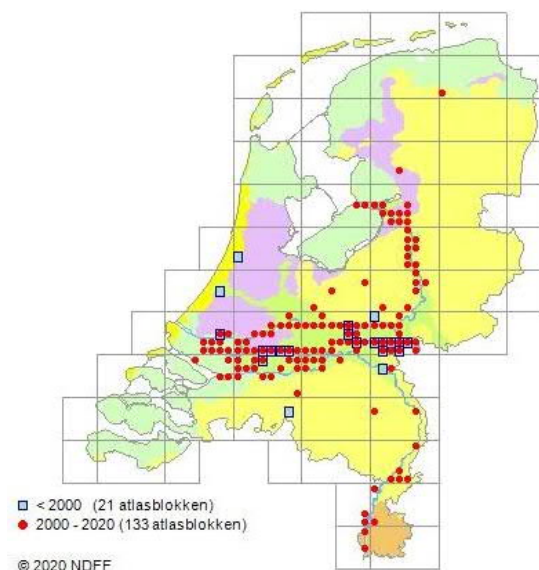 < 2000 (21 atlasblokken)
2000 - 2020 (133 atlasblokken)
© 2020 NDFF